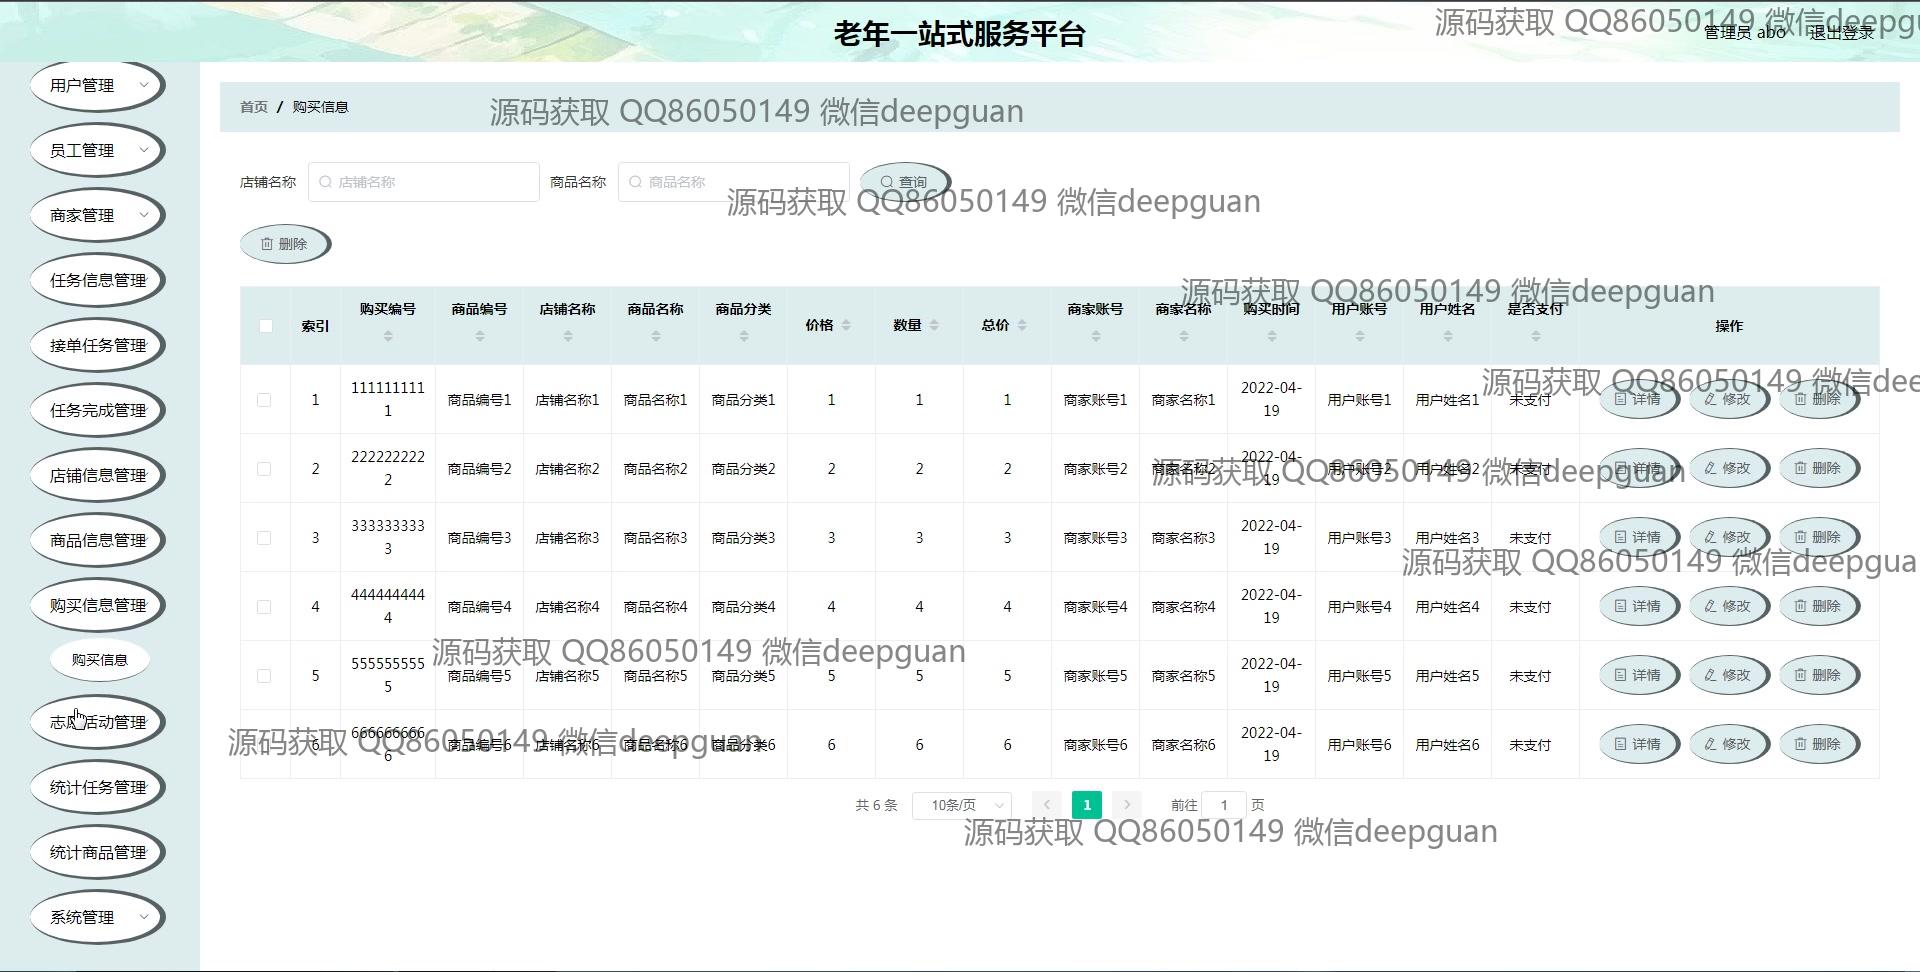 老年一站式服务平台
源码获取 QQ86050149 微信deepgu
管理员 abo 退出登录
用户管理
员工管理
商家管理
任务信息管理
接单任务管理
任务完成管理
店铺信息管理
商品信息管理
购买信息管理
购买信息
志愿活动管理
统计任务管理
统计商品管理
系统管理
首页 / 购买信息
源码获取 QQ86050149 微信deepguan
店铺名称 店铺名称 商品名称 商品名称 查询
源码获取 QQ86050149 微信deepguan
删除
源码获取 QQ86050149 微信deepguan
索引 购买编号 商品编号 店铺名称 商品名称 商品分类 价格 数量 总价 商家账号 商家名称 购买时间 用户账号 用户姓名 是否支付 操作
源码获取 QQ86050149 微信dee
1 1111111111 商品编号1 店铺名称1 商品名称1 商品分类1 1 1 1 商家账号1 商家名称1 2022-04-19 用户账号1 用户姓名1 未支付 详情 修改 删除
2 2222222222 商品编号2 店铺名称2 商品名称2 商品分类2 2 2 2 商家账号2 商家名称2 2022-04-19 用户账号2 用户姓名2 未支付 详情 修改 删除
源码获取 QQ86050149 微信deepguan
3 3333333333 商品编号3 店铺名称3 商品名称3 商品分类3 3 3 3 商家账号3 商家名称3 2022-04-19 用户账号3 用户姓名3 未支付 详情 修改 删除
源码获取 QQ86050149 微信deepgua
4 4444444444 商品编号4 店铺名称4 商品名称4 商品分类4 4 4 4 商家账号4 商家名称4 2022-04-19 用户账号4 用户姓名4 未支付 详情 修改 删除
源码获取 QQ86050149 微信deepguan
5 5555555555 商品编号5 店铺名称5 商品名称5 商品分类5 5 5 5 商家账号5 商家名称5 2022-04-19 用户账号5 用户姓名5 未支付 详情 修改 删除
6 6666666666 商品编号6 店铺名称6 商品名称6 商品分类6 6 6 6 商家账号6 商家名称6 2022-04-19 用户账号6 用户姓名6 未支付 详情 修改 删除
源码获取 QQ86050149 微信deepguan
共 6 条 10条/页 1 前往 1 页
源码获取 QQ86050149 微信deepguan